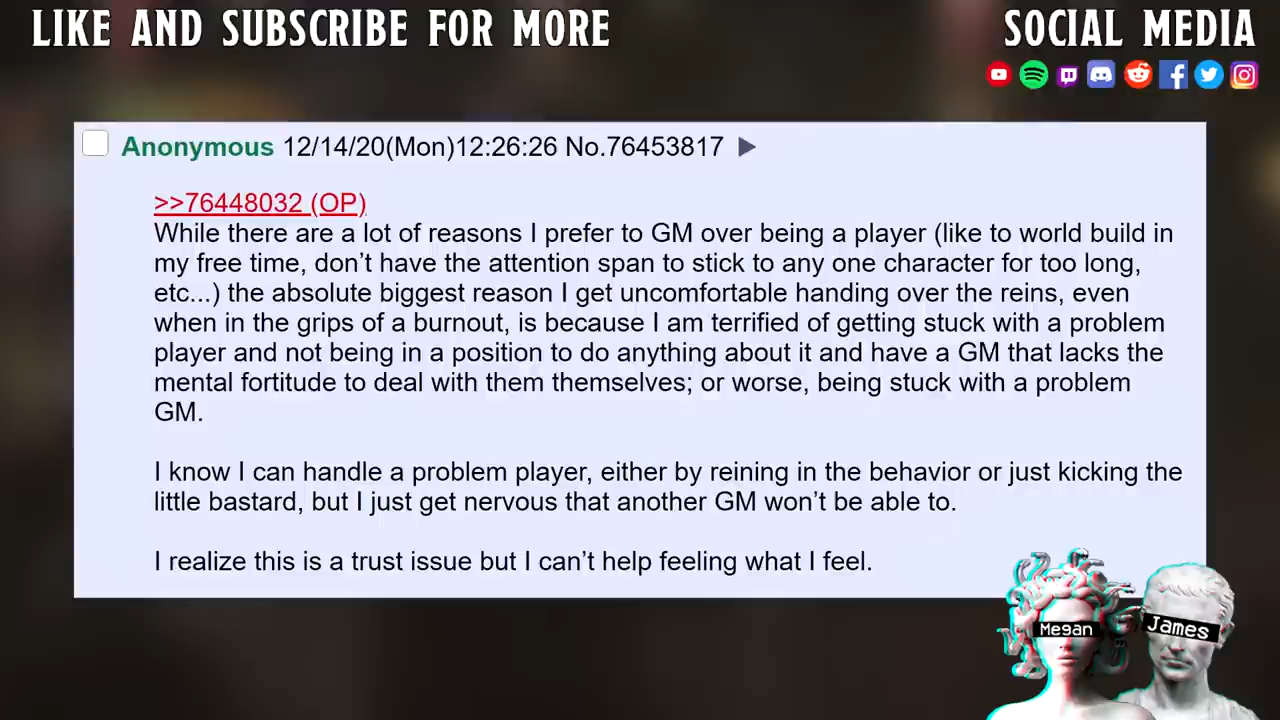 LIKE AND SUBSCRIBE FOR MORE
SOCIAL MEDIA
Anonymous 12/14/20(Mon)12:26:26 No.76453817 ▶
>>76448032 (OP)
While there are a lot of reasons I prefer to GM over being a player (like to world build in
my free time, don’t have the attention span to stick to any one character for too long,
etc...) the absolute biggest reason I get uncomfortable handing over the reins, even
when in the grips of a burnout, is because I am terrified of getting stuck with a problem
player and not being in a position to do anything about it and have a GM that lacks the
mental fortitude to deal with them themselves; or worse, being stuck with a problem
GM.
I know I can handle a problem player, either by reining in the behavior or just kicking the
little bastard, but I just get nervous that another GM won’t be able to.
I realize this is a trust issue but I can’t help feeling what I feel.
Megan
James